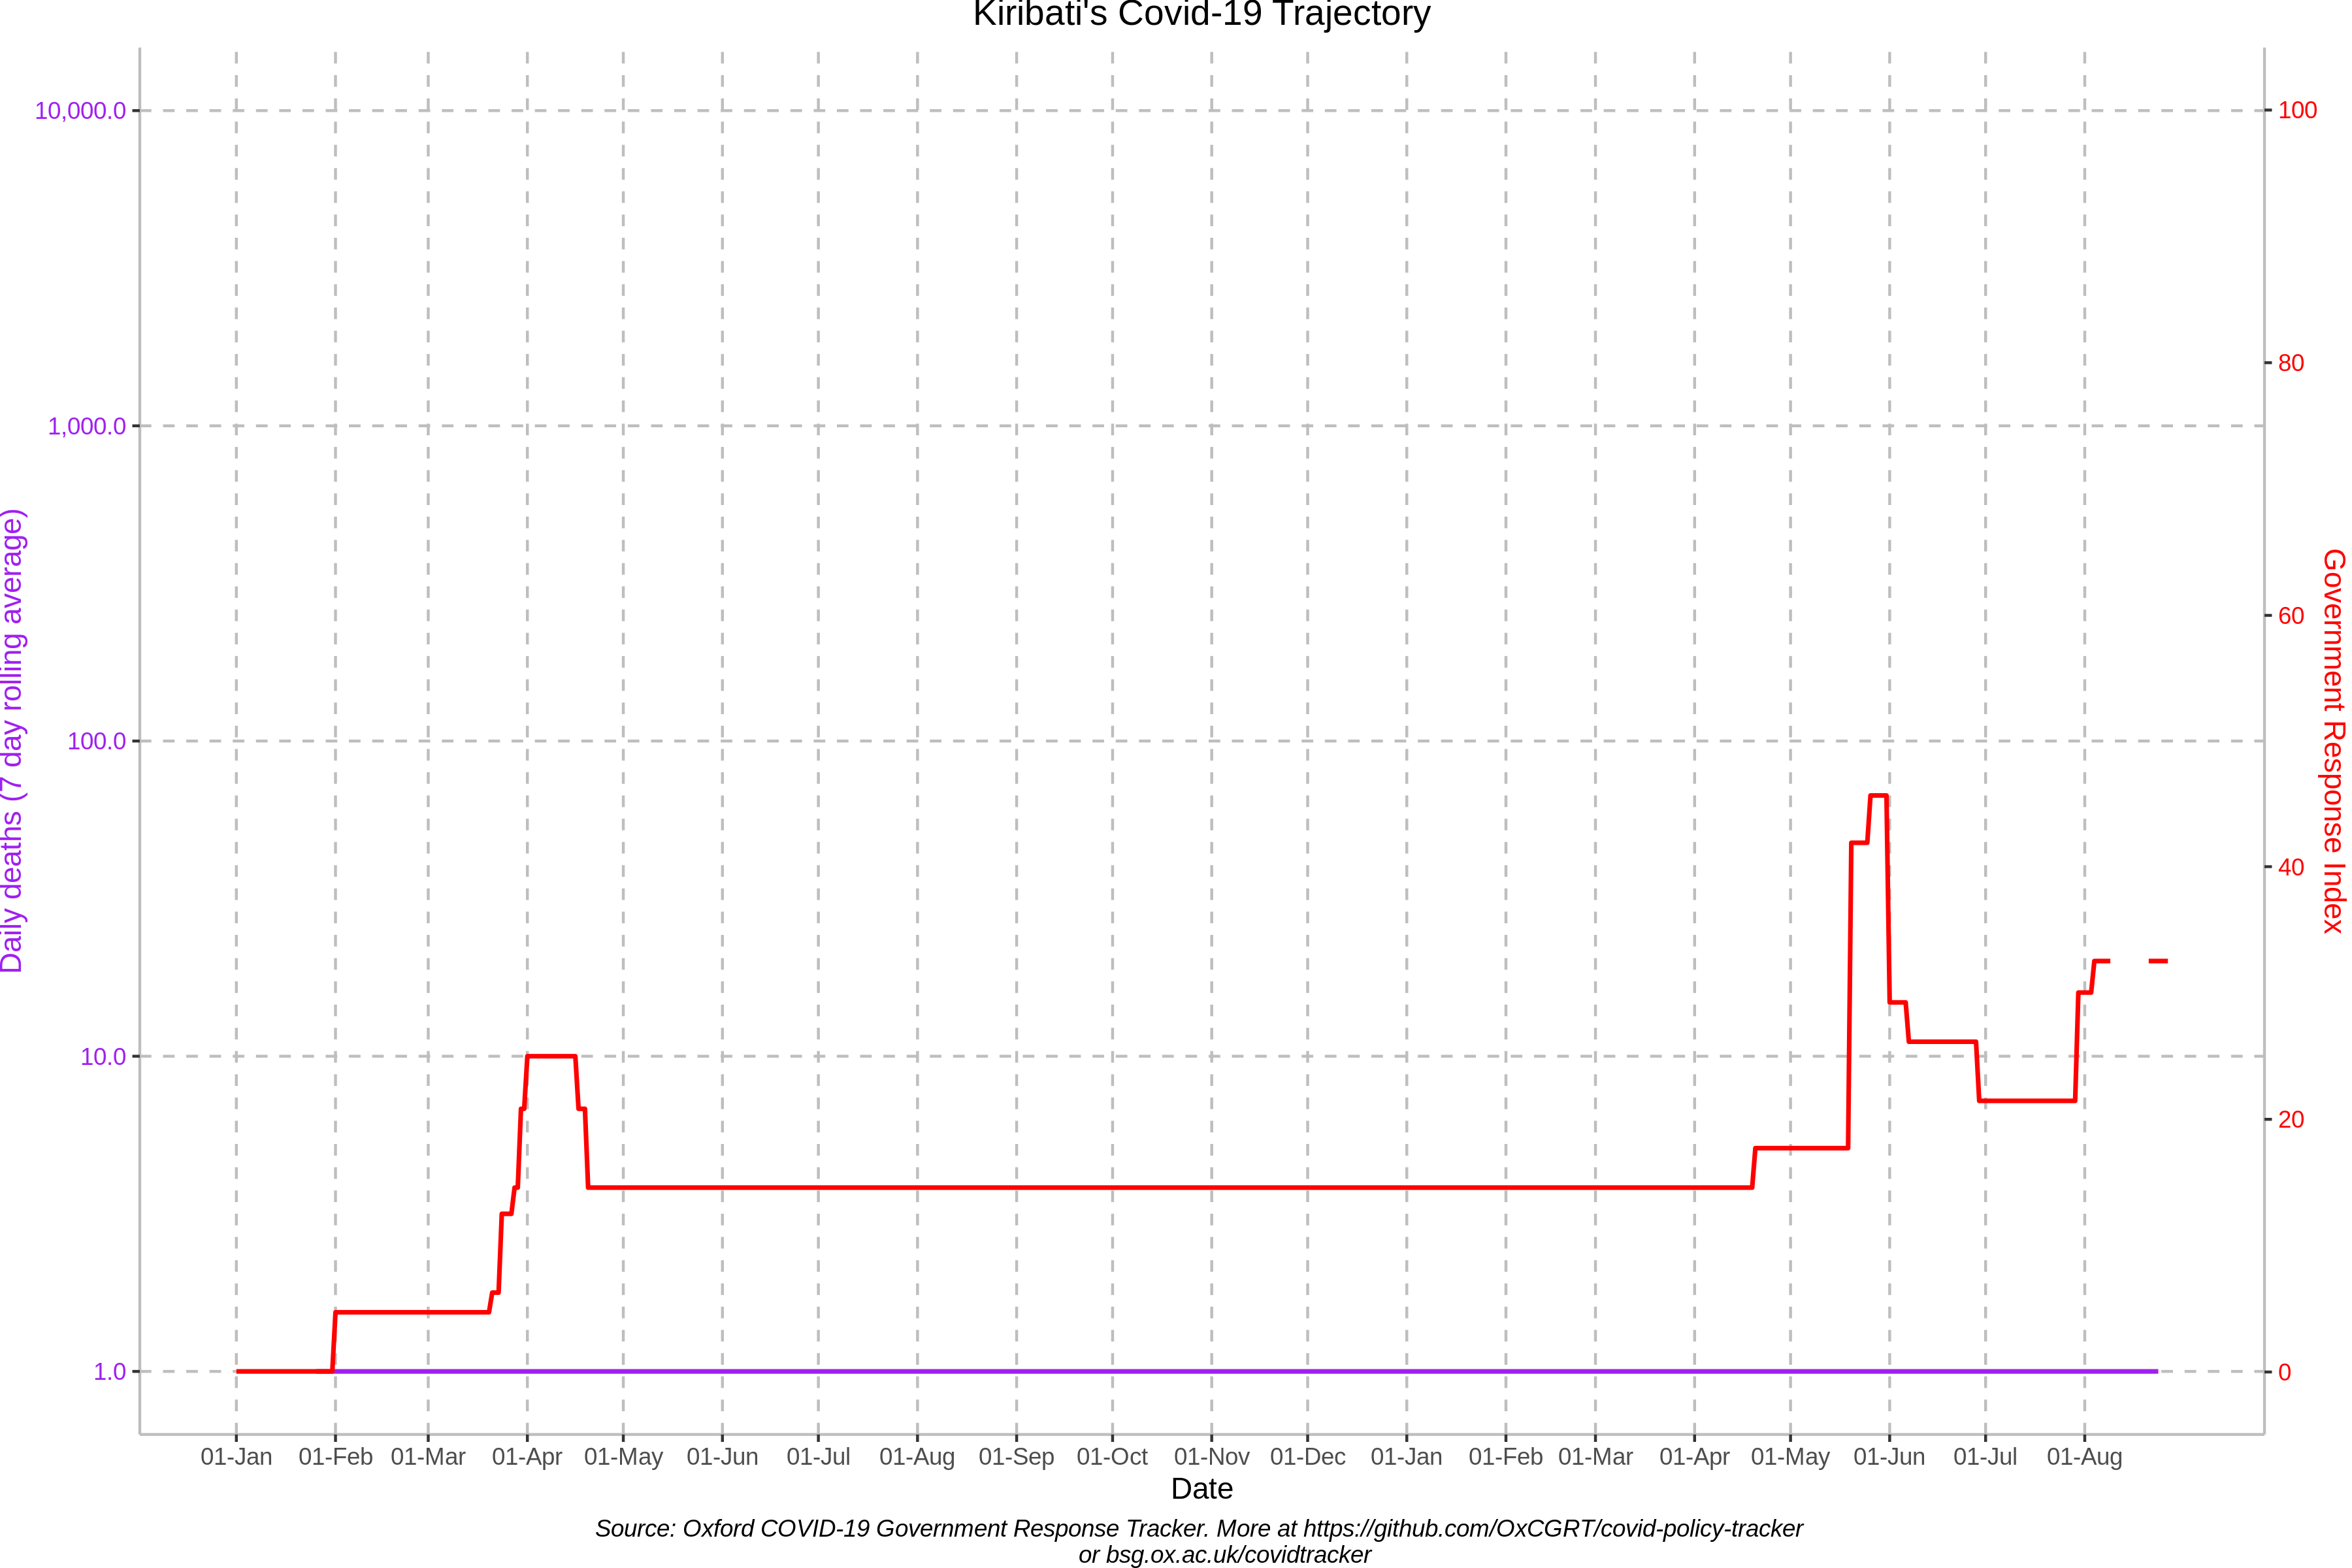 Kiribati's Covid-19 Trajectory
10,000.0
1,000.0
100.0
10.0
1.0
Daily deaths (7 day rolling average)
100
80
60
40
20
0
Government Response Index
01-Jan 01-Feb 01-Mar 01-Apr 01-May 01-Jun 01-Jul 01-Aug 01-Sep 01-Oct 01-Nov 01-Dec 01-Jan 01-Feb 01-Mar 01-Apr 01-May 01-Jun 01-Jul 01-Aug
Date
Source: Oxford COVID-19 Government Response Tracker. More at https://github.com/OxCGRT/covid-policy-tracker
or bsg.ox.ac.uk/covidtracker